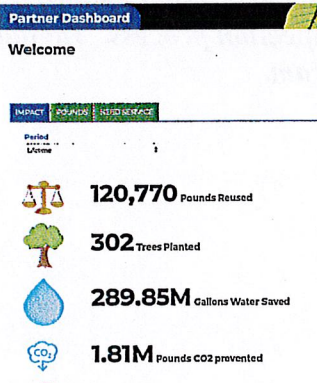 Partner Dashboard
Welcome
IMPACT POUNDS
Period
Lifetime
120,770 Pounds Reused
302 Trees Planted
289.85M Gallons Water Saved
CO₂
1.81M Pounds CO2 prevented